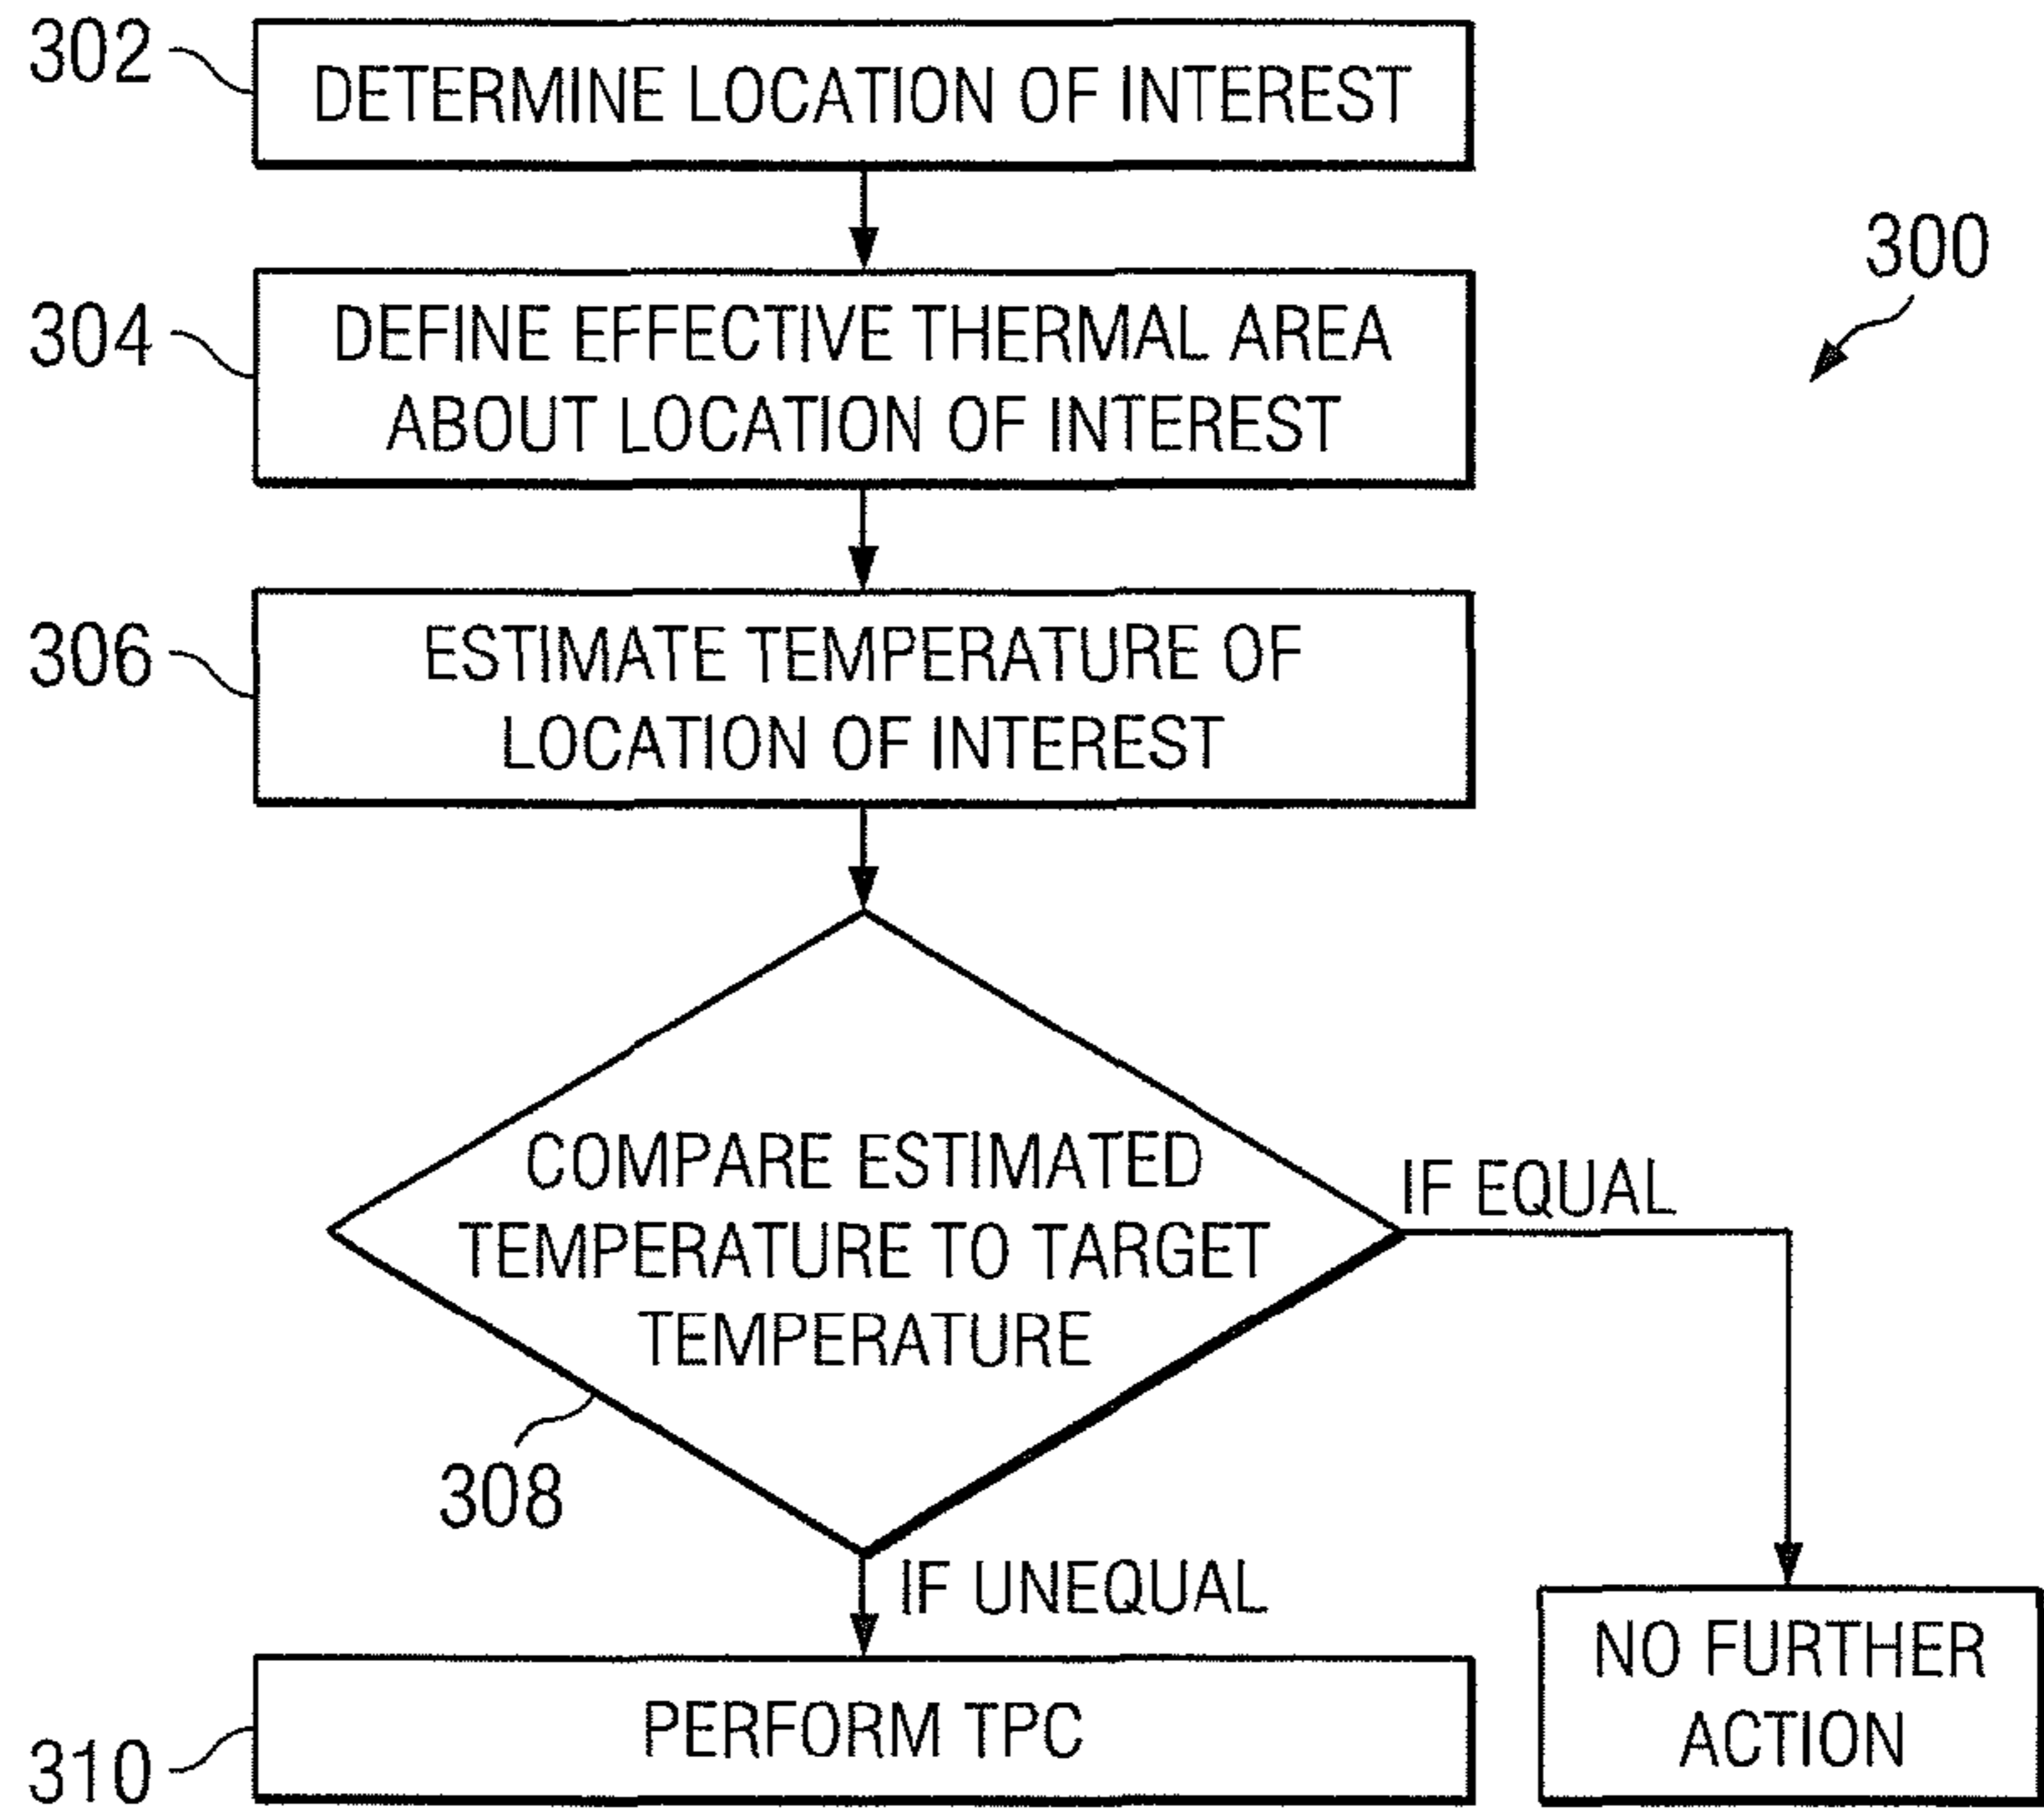 302
DETERMINE LOCATION OF INTEREST
300
304
DEFINE EFFECTIVE THERMAL AREA
ABOUT LOCATION OF INTEREST
306
ESTIMATE TEMPERATURE OF
LOCATION OF INTEREST
COMPARE ESTIMATED
TEMPERATURE TO TARGET
TEMPERATURE
IF EQUAL
308
IF UNEQUAL
310
PERFORM TPC
NO FURTHER
ACTION